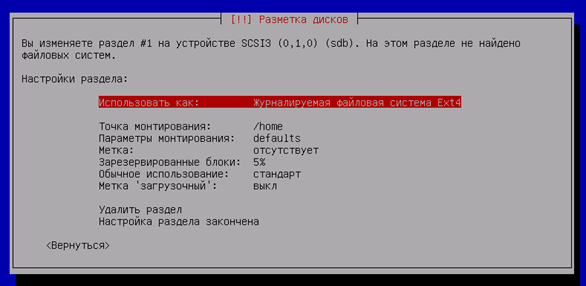 [!!] Разметка дисков
Вы изменяете раздел #1 на устройстве SCSI3 (0,1,0) (sdb). На этом разделе не найдено
файловых систем.
Настройки раздела:
Использовать как: Журналируемая файловая система Ext4
Точка монтирования: /home
Параметры монтирования: defaults
Метка: отсутствует
Зарезервированные блоки: 5%
Обычное использование: стандарт
Метка 'загрузочный': выкл
Удалить раздел
Настройка раздела закончена
<Вернуться>